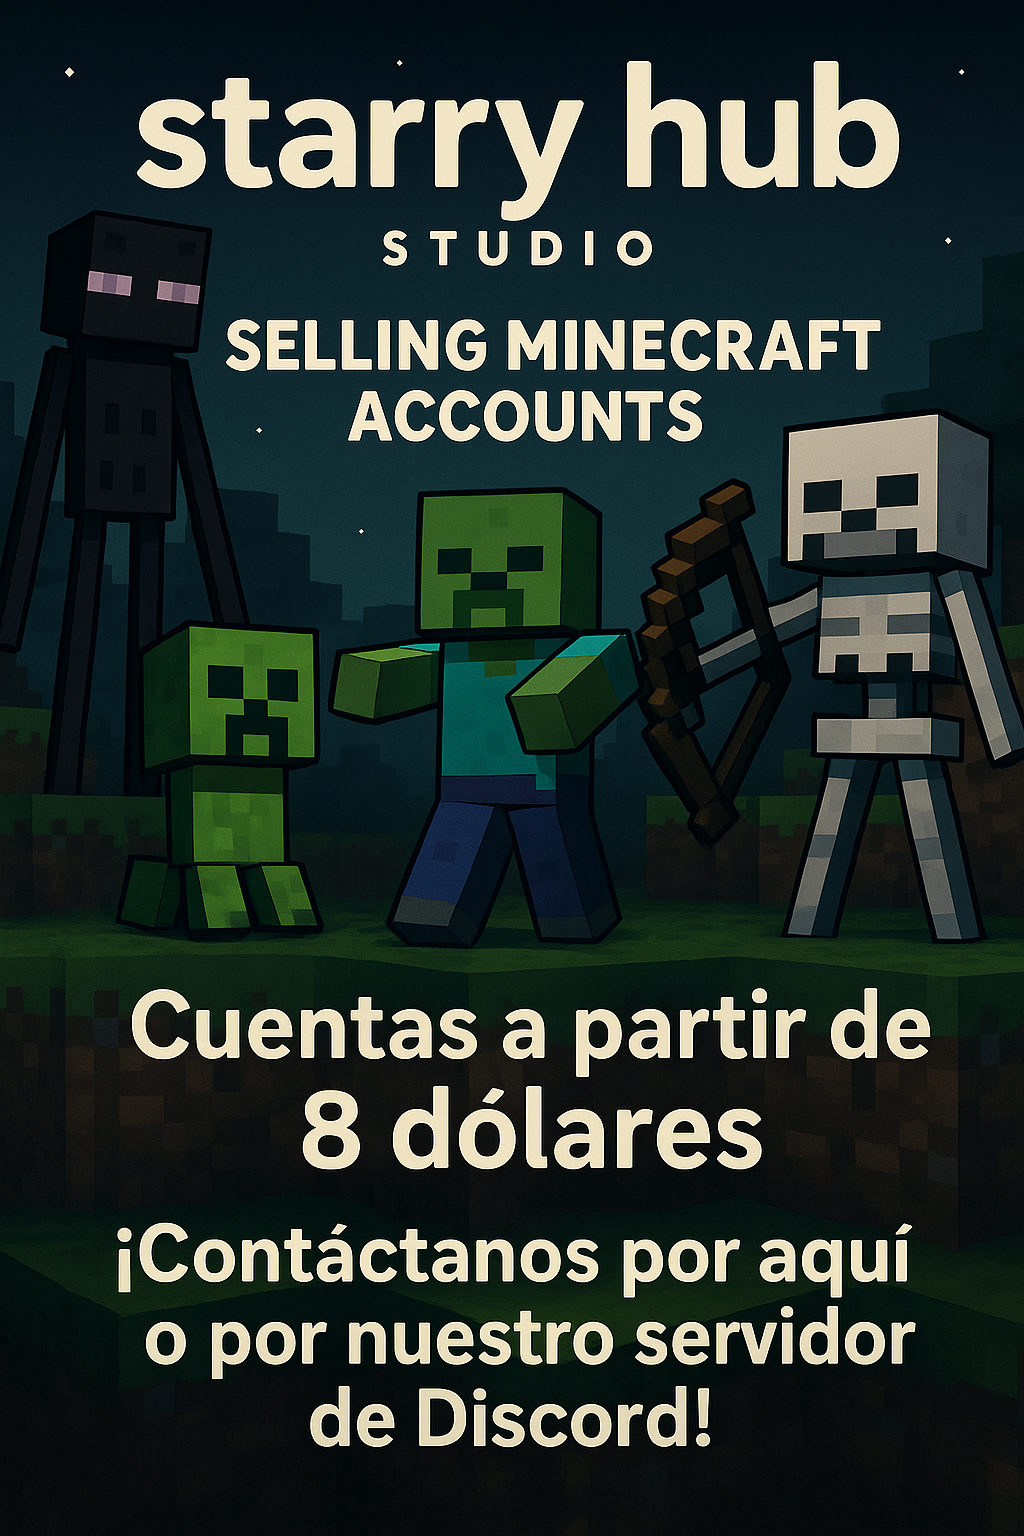 starry hub
STUDIO
SELLING MINECRAFT
ACCOUNTS
Cuentas a partir de
8 dólares
¡Contáctanos por aquí
o por nuestro servidor
de Discord!